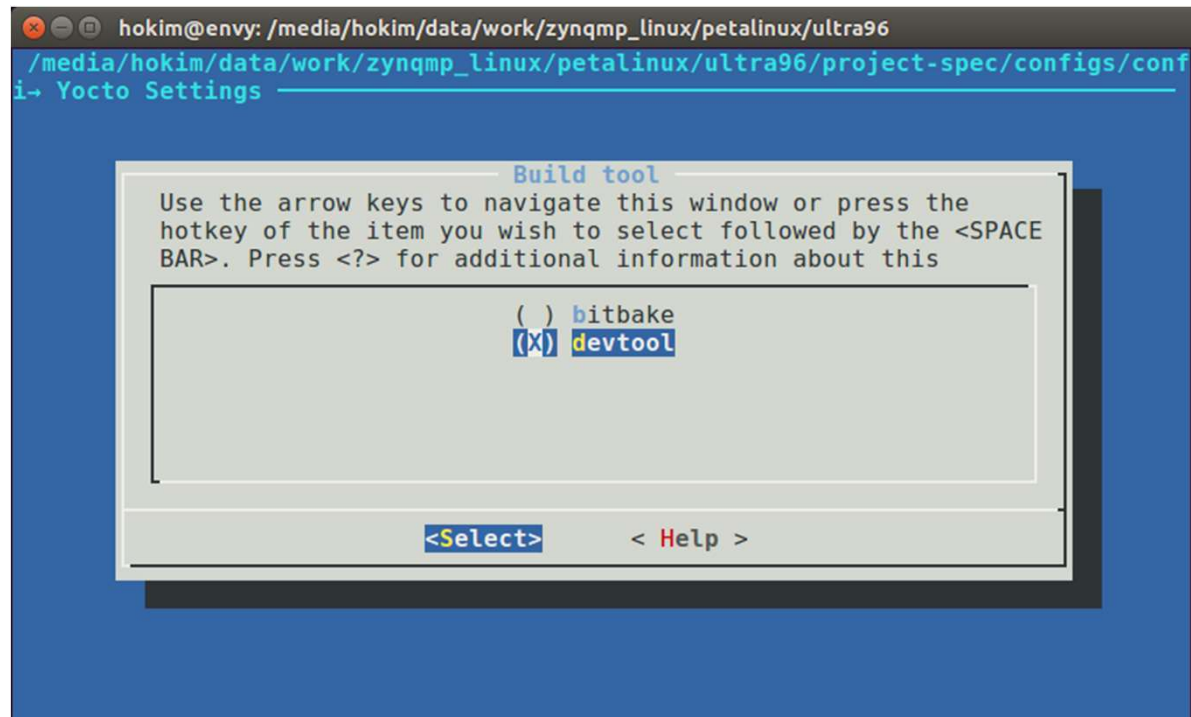 hokim@envy: /media/hokim/data/work/zynqmp_linux/petalinux/ultra96
/media/hokim/data/work/zynqmp_linux/petalinux/ultra96/project-spec/configs/conf
i→ Yocto Settings
Build tool
Use the arrow keys to navigate this window or press the
hotkey of the item you wish to select followed by the <SPACE
BAR>. Press <?> for additional information about this
( ) bitbake
(X) devtool
<Select> < Help >